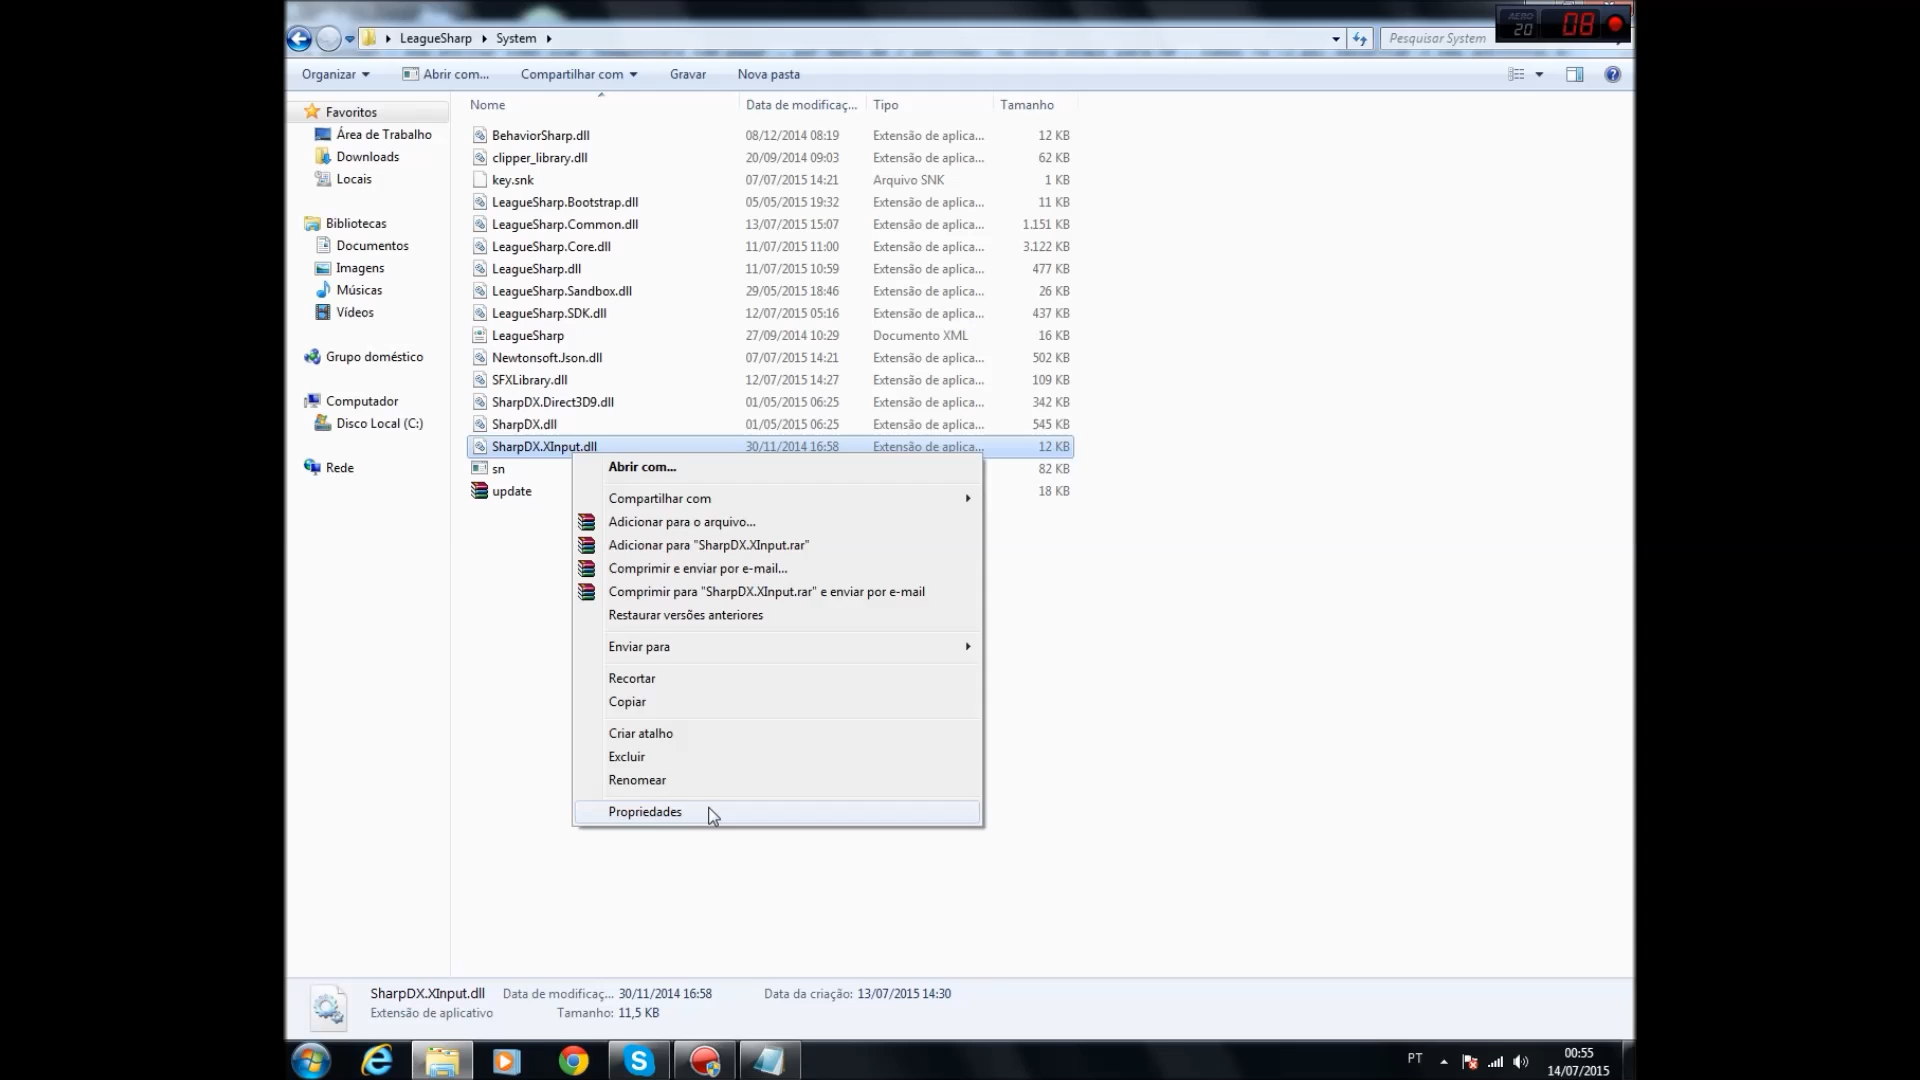 LeagueSharp System
Pesquisar System
AERO
20
08
Organizar Abrir com... Compartilhar com Gravar Nova pasta
Nome Data de modificaç... Tipo Tamanho
Favoritos
Área de Trabalho
Downloads
Locais
Bibliotecas
Documentos
Imagens
Músicas
Vídeos
Grupo doméstico
Computador
Disco Local (C:)
Rede
BehaviorSharp.dll 08/12/2014 08:19 Extensão de aplica... 12 KB
clipper_library.dll 20/09/2014 09:03 Extensão de aplica... 62 KB
key.snk 07/07/2015 14:21 Arquivo SNK 1 KB
LeagueSharp.Bootstrap.dll 05/05/2015 19:32 Extensão de aplica... 11 KB
LeagueSharp.Common.dll 13/07/2015 15:07 Extensão de aplica... 1.151 KB
LeagueSharp.Core.dll 11/07/2015 11:00 Extensão de aplica... 3.122 KB
LeagueSharp.dll 11/07/2015 10:59 Extensão de aplica... 477 KB
LeagueSharp.Sandbox.dll 29/05/2015 18:46 Extensão de aplica... 26 KB
LeagueSharp.SDK.dll 12/07/2015 05:16 Extensão de aplica... 437 KB
LeagueSharp 27/09/2014 10:29 Documento XML 16 KB
Newtonsoft.Json.dll 07/07/2015 14:21 Extensão de aplica... 502 KB
SFXLibrary.dll 12/07/2015 14:27 Extensão de aplica... 109 KB
SharpDX.Direct3D9.dll 01/05/2015 06:25 Extensão de aplica... 342 KB
SharpDX.dll 01/05/2015 06:25 Extensão de aplica... 545 KB
SharpDX.XInput.dll 30/11/2014 16:58 Extensão de aplica... 12 KB
sn 82 KB
update 18 KB
Abrir com...
Compartilhar com
Adicionar para o arquivo...
Adicionar para "SharpDX.XInput.rar"
Comprimir e enviar por e-mail...
Comprimir para "SharpDX.XInput.rar" e enviar por e-mail
Restaurar versões anteriores
Enviar para
Recortar
Copiar
Criar atalho
Excluir
Renomear
Propriedades
SharpDX.XInput.dll Data de modificaç... 30/11/2014 16:58 Data da criação: 13/07/2015 14:30
Extensão de aplicativo Tamanho: 11,5 KB
PT
00:55
14/07/2015